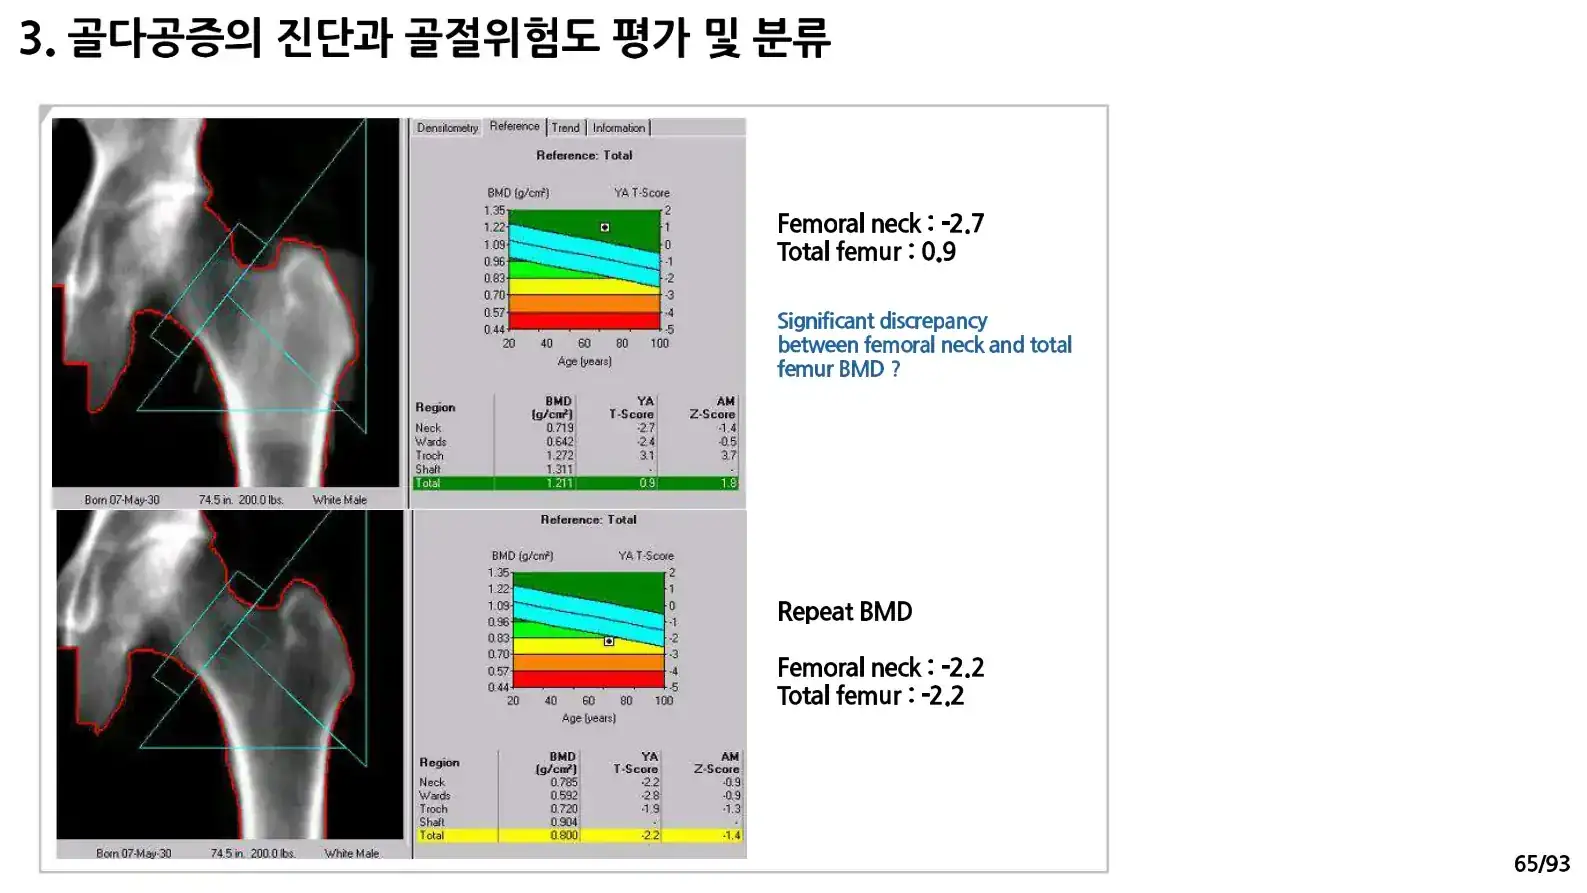 3. 골다공증의 진단과 골절위험도 평가 및 분류
Densitometry Reference Trend Information
Reference: Total
BMD (g/cm²) YA T-Score
1.35 2
1.22 1
1.09 0
0.96 -1
0.83 -2
0.70 -3
0.57 -4
0.44 -5
20 40 60 80 100
Age (years)
Region BMD (g/cm²) YA T-Score AM Z-Score
Neck 0.719 -2.7 -1.4
Wards 0.642 -2.4 -0.5
Troch 1.272 3.1 3.7
Shaft 1.311 - -
Total 1.211 0.9 1.8
Born 07-May-30 74.5 in. 200.0 lbs. White Male
Femoral neck : -2.7
Total femur : 0.9
Significant discrepancy
between femoral neck and total
femur BMD ?
Reference: Total
BMD (g/cm²) YA T-Score
1.35 2
1.22 1
1.09 0
0.96 -1
0.83 -2
0.70 -3
0.57 -4
0.44 -5
20 40 60 80 100
Age (years)
Region BMD (g/cm²) YA T-Score AM Z-Score
Neck 0.785 -2.2 -0.9
Wards 0.592 -2.8 -0.9
Troch 0.720 -1.9 -1.3
Shaft 0.904 - -
Total 0.800 -2.2 -1.4
Born 07-May-30 74.5 in. 200.0 lbs. White Male
Repeat BMD
Femoral neck : -2.2
Total femur : -2.2
65/93